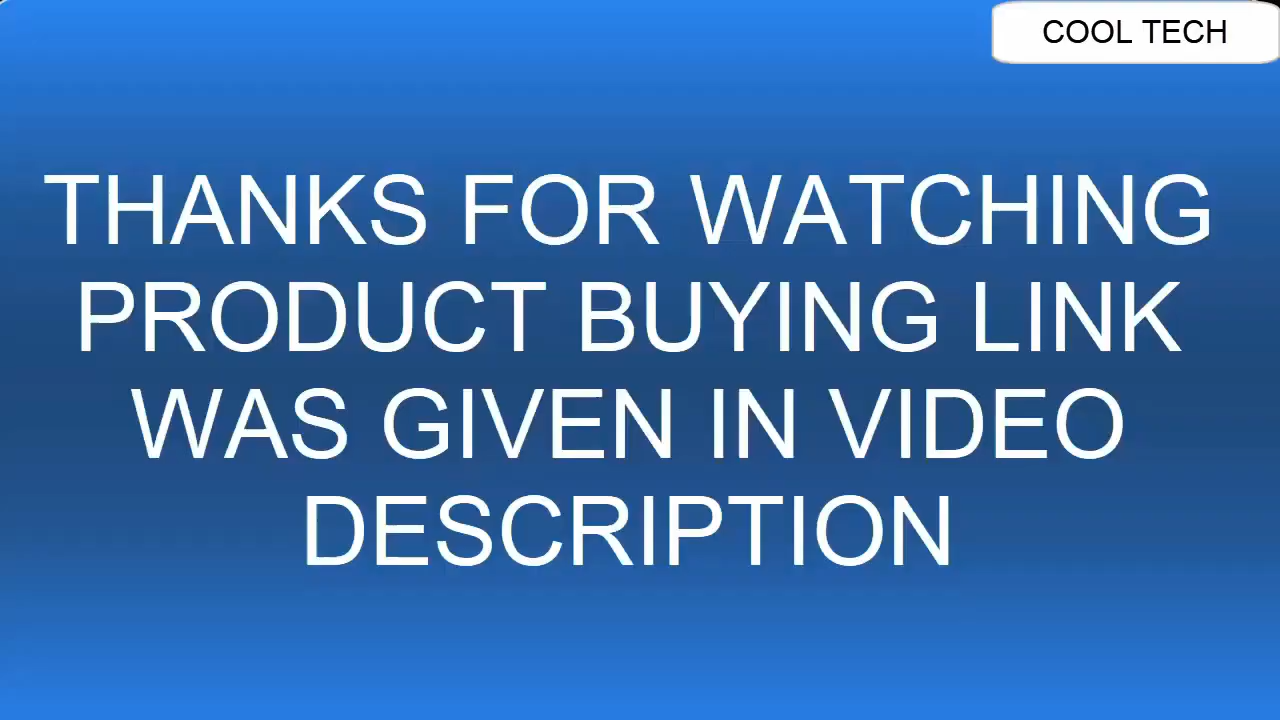 COOL TECH
THANKS FOR WATCHING
PRODUCT BUYING LINK
WAS GIVEN IN VIDEO
DESCRIPTION